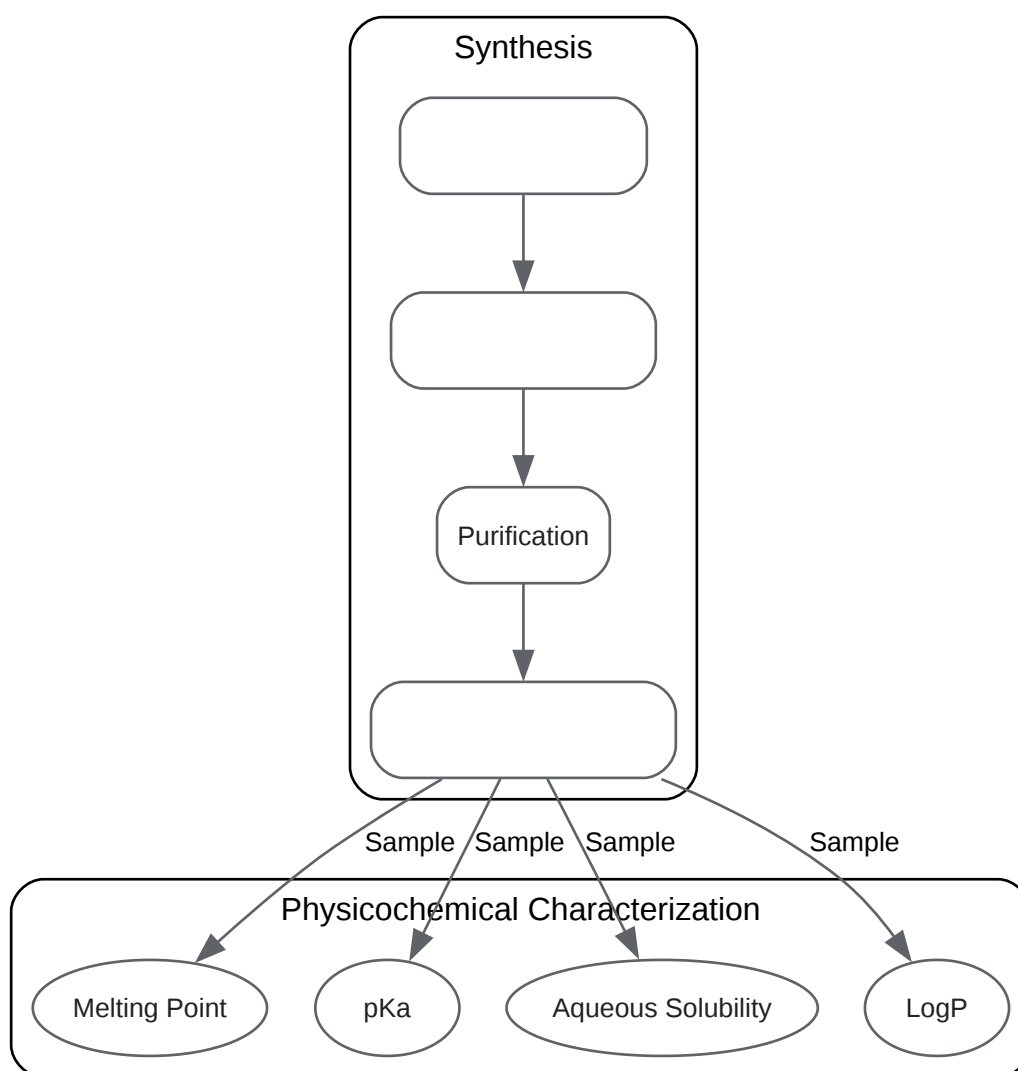 Synthesis
Purification
Sample Sample Sample Sample
Physicochemical Characterization
Melting Point pKa Aqueous Solubility LogP